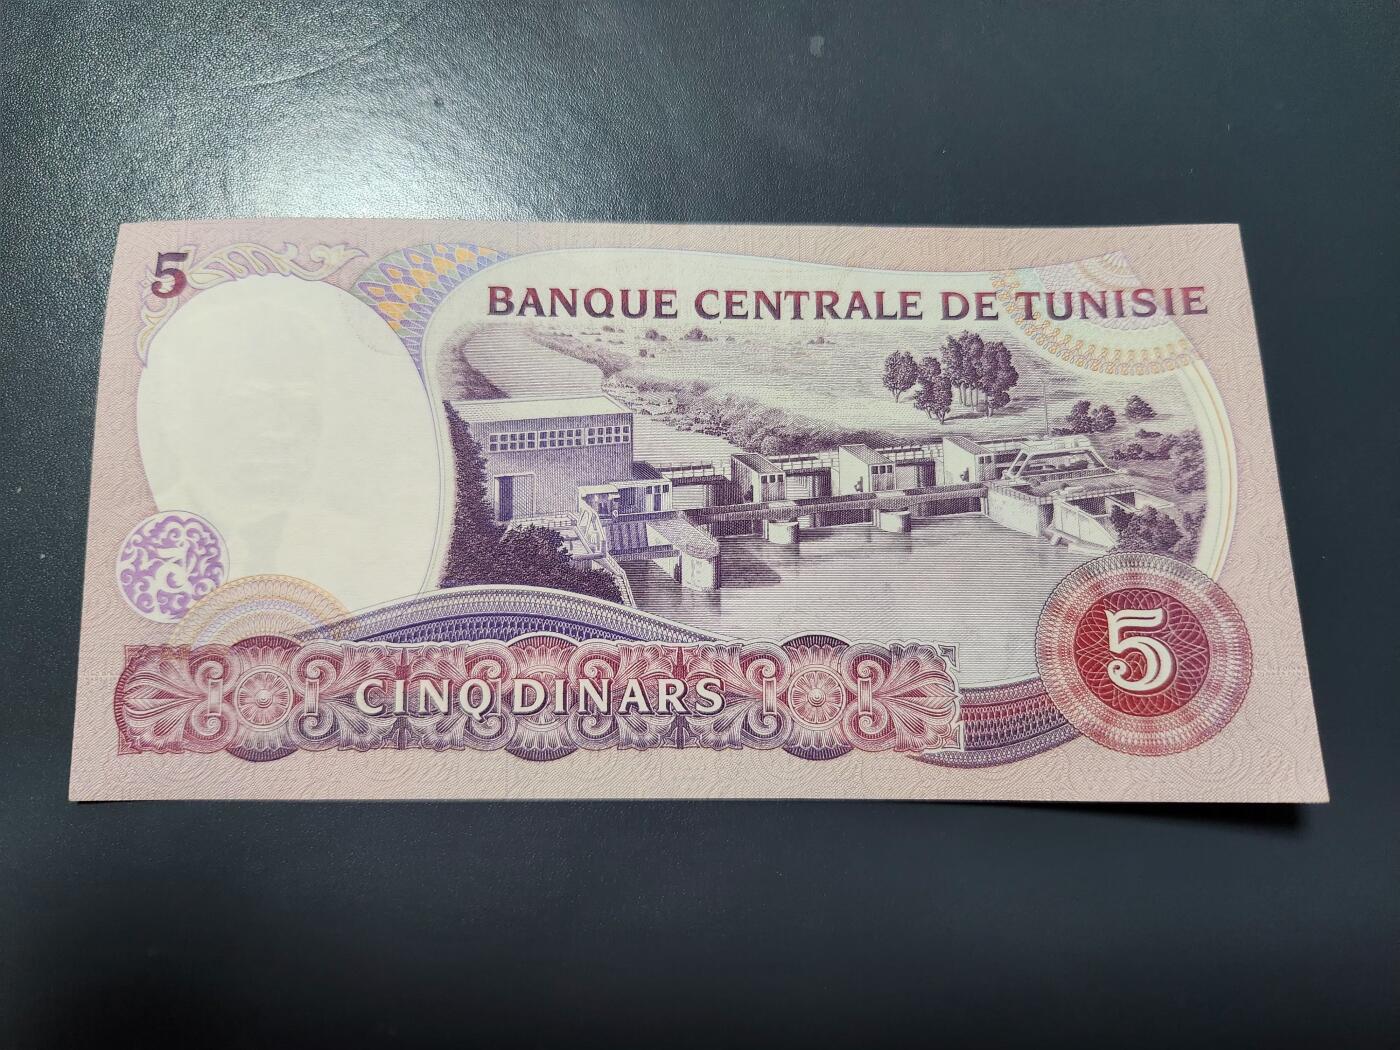 5
BANQUE CENTRALE DE TUNISIE
5
CINQ DINARS